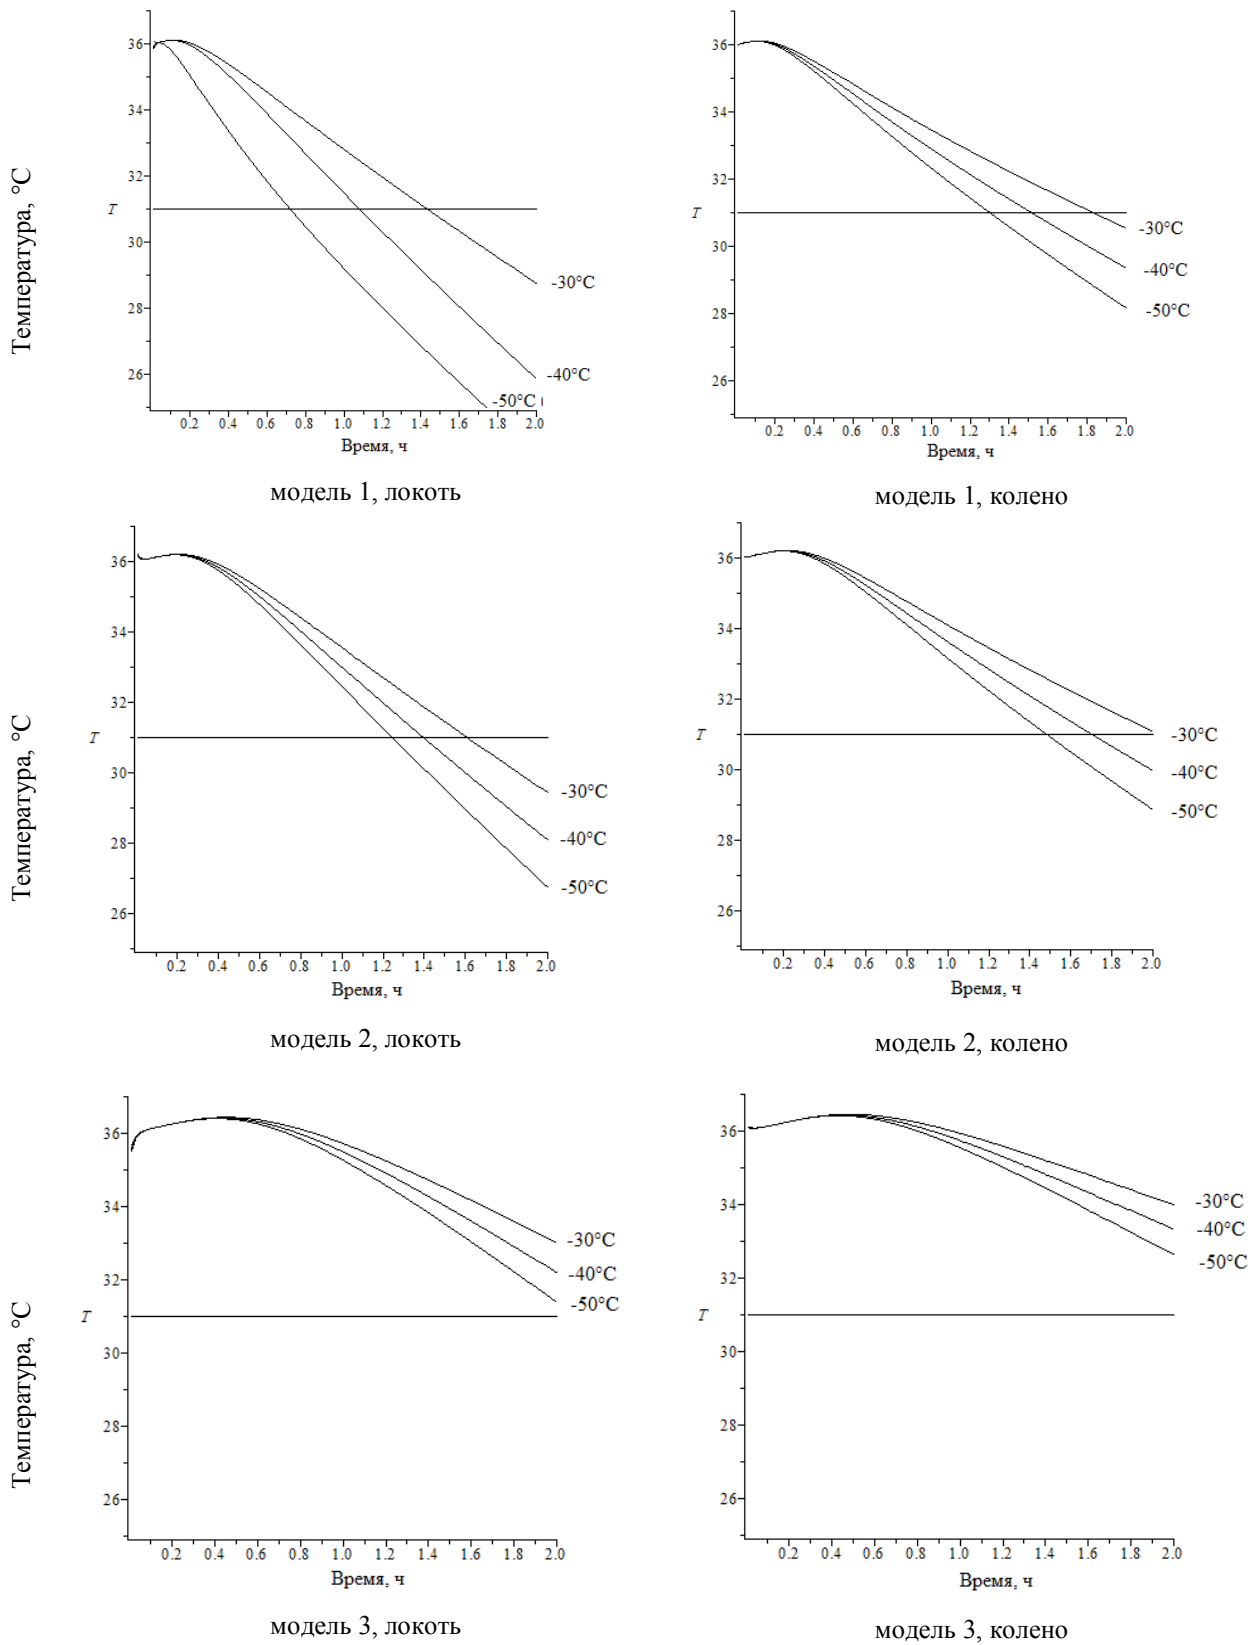 Температура, °C
36
34
32
T
30
28
26
0.2 0.4 0.6 0.8 1.0 1.2 1.4 1.6 1.8 2.0
Время, ч
-30°C
-40°C
-50°C (
модель 1, локоть
36
34
32
T
30
28
26
0.2 0.4 0.6 0.8 1.0 1.2 1.4 1.6 1.8 2.0
Время, ч
-30°C
-40°C
-50°C
модель 1, колено
Температура, °C
36
34
32
T
30
28
26
0.2 0.4 0.6 0.8 1.0 1.2 1.4 1.6 1.8 2.0
Время, ч
-30°C
-40°C
-50°C
модель 2, локоть
36
34
32
T
30
28
26
0.2 0.4 0.6 0.8 1.0 1.2 1.4 1.6 1.8 2.0
Время, ч
-30°C
-40°C
-50°C
модель 2, колено
Температура, °C
36
34
32
T
30
28
26
0.2 0.4 0.6 0.8 1.0 1.2 1.4 1.6 1.8 2.0
Время, ч
-30°C
-40°C
-50°C
модель 3, локоть
36
34
32
T
30
28
26
0.2 0.4 0.6 0.8 1.0 1.2 1.4 1.6 1.8 2.0
Время, ч
-30°C
-40°C
-50°C
модель 3, колено